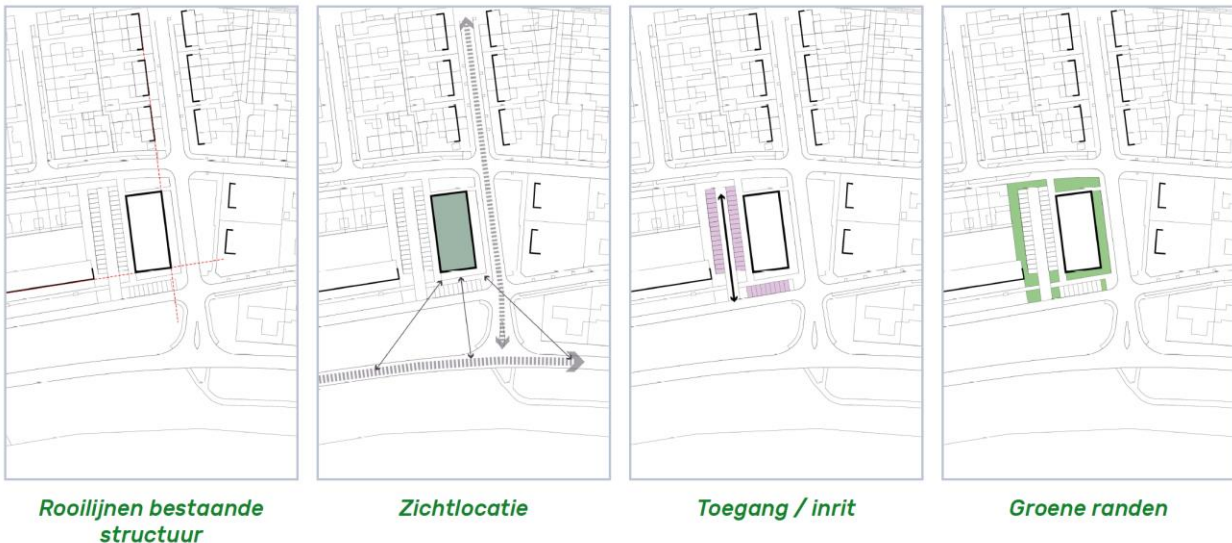 Rooilijnen bestaande
structuur
Zichtlocatie
Toegang / inrit
Groene randen